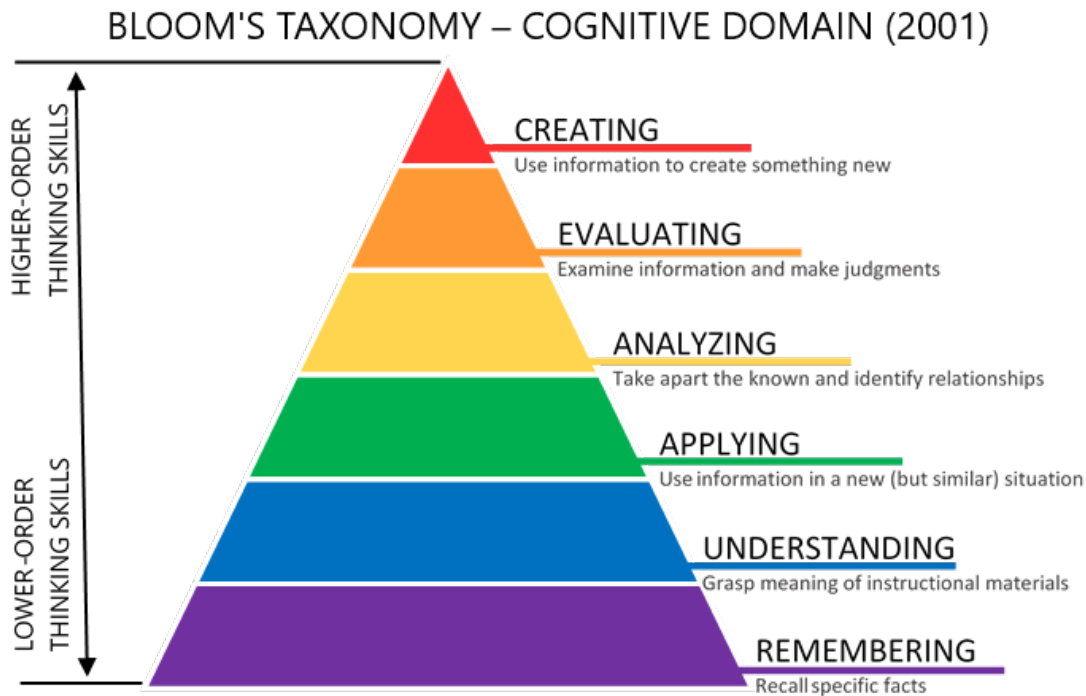 BLOOM'S TAXONOMY – COGNITIVE DOMAIN (2001)
HIGHER-ORDER
THINKING SKILLS
LOWER-ORDER
THINKING SKILLS
CREATING
Use information to create something new
EVALUATING
Examine information and make judgments
ANALYZING
Take apart the known and identify relationships
APPLYING
Use information in a new (but similar) situation
UNDERSTANDING
Grasp meaning of instructional materials
REMEMBERING
Recall specific facts